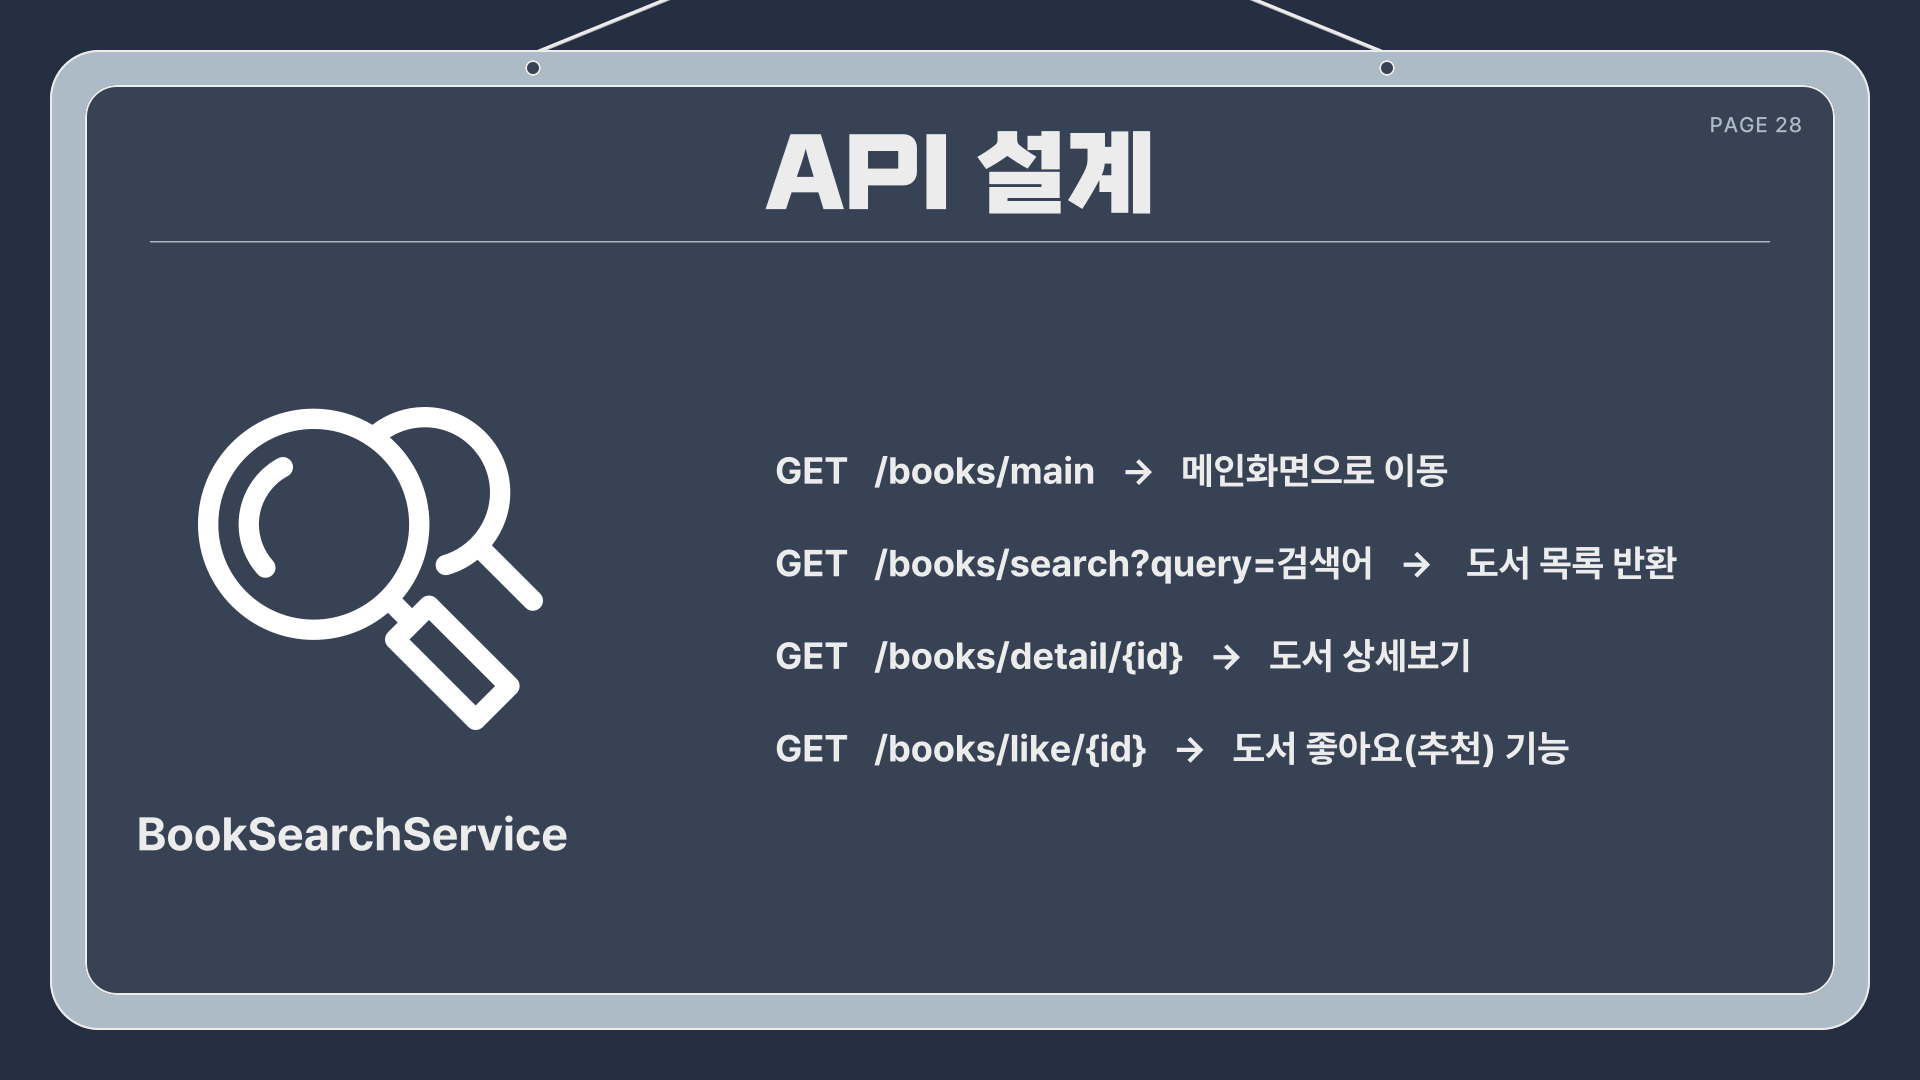 PAGE 28
API 설계
GET /books/main → 메인화면으로 이동
GET /books/search?query=검색어 → 도서 목록 반환
GET /books/detail/{id} → 도서 상세보기
GET /books/like/{id} → 도서 좋아요(추천) 기능
BookSearchService